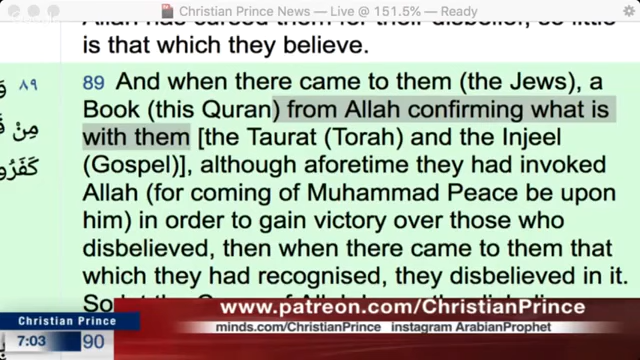 Christian Prince News — Live @ 151.5% — Ready
is that which they believe.
٨٩
89 And when there came to them (the Jews), a
Book (this Quran) from Allah confirming what is
with them [the Taurat (Torah) and the Injeel
(Gospel)], although aforetime they had invoked
Allah (for coming of Muhammad Peace be upon
him) in order to gain victory over those who
disbelieved, then when there came to them that
which they had recognised, they disbelieved in it.
www.patreon.com/ChristianPrince
Christian Prince
minds.com/ChristianPrince instagram ArabianProphet
7:03
90